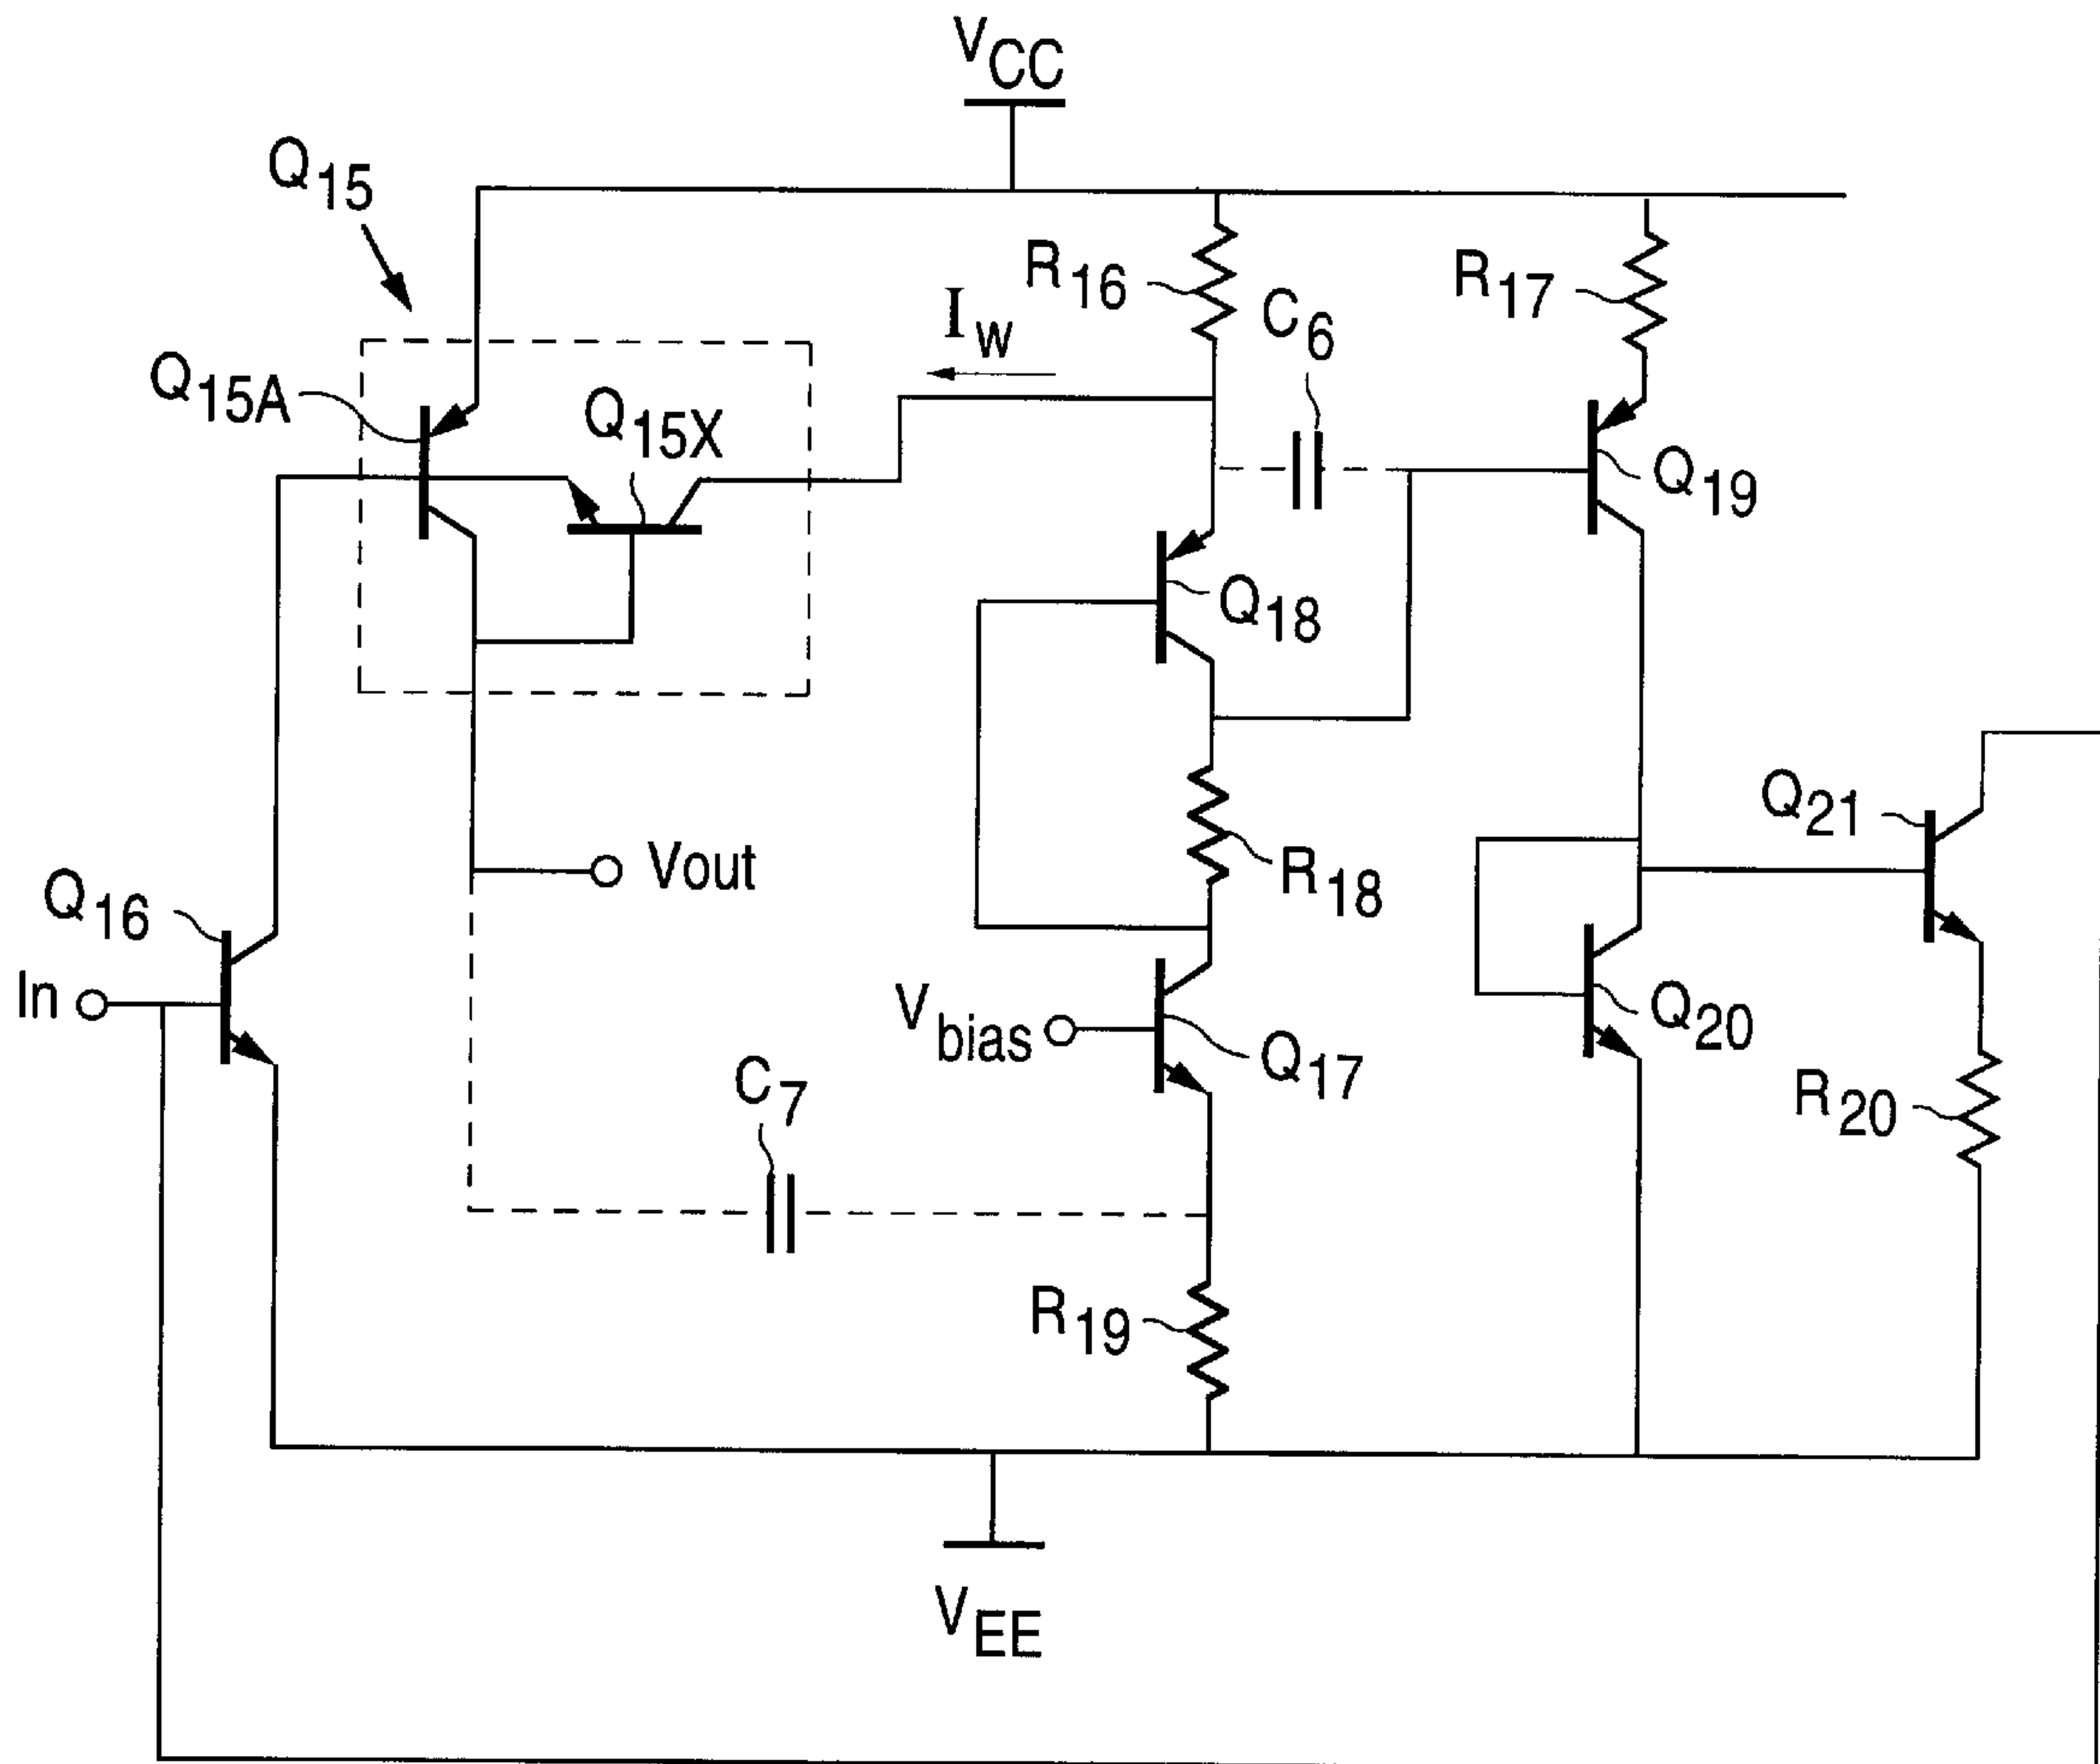 VCC
Q15
R16
R17
C6
Iw
Q15A
Q15X
Q19
Q18
Q21
Vout
R18
Q16
In
Vbias
Q17
Q20
C7
R20
R19
VEE